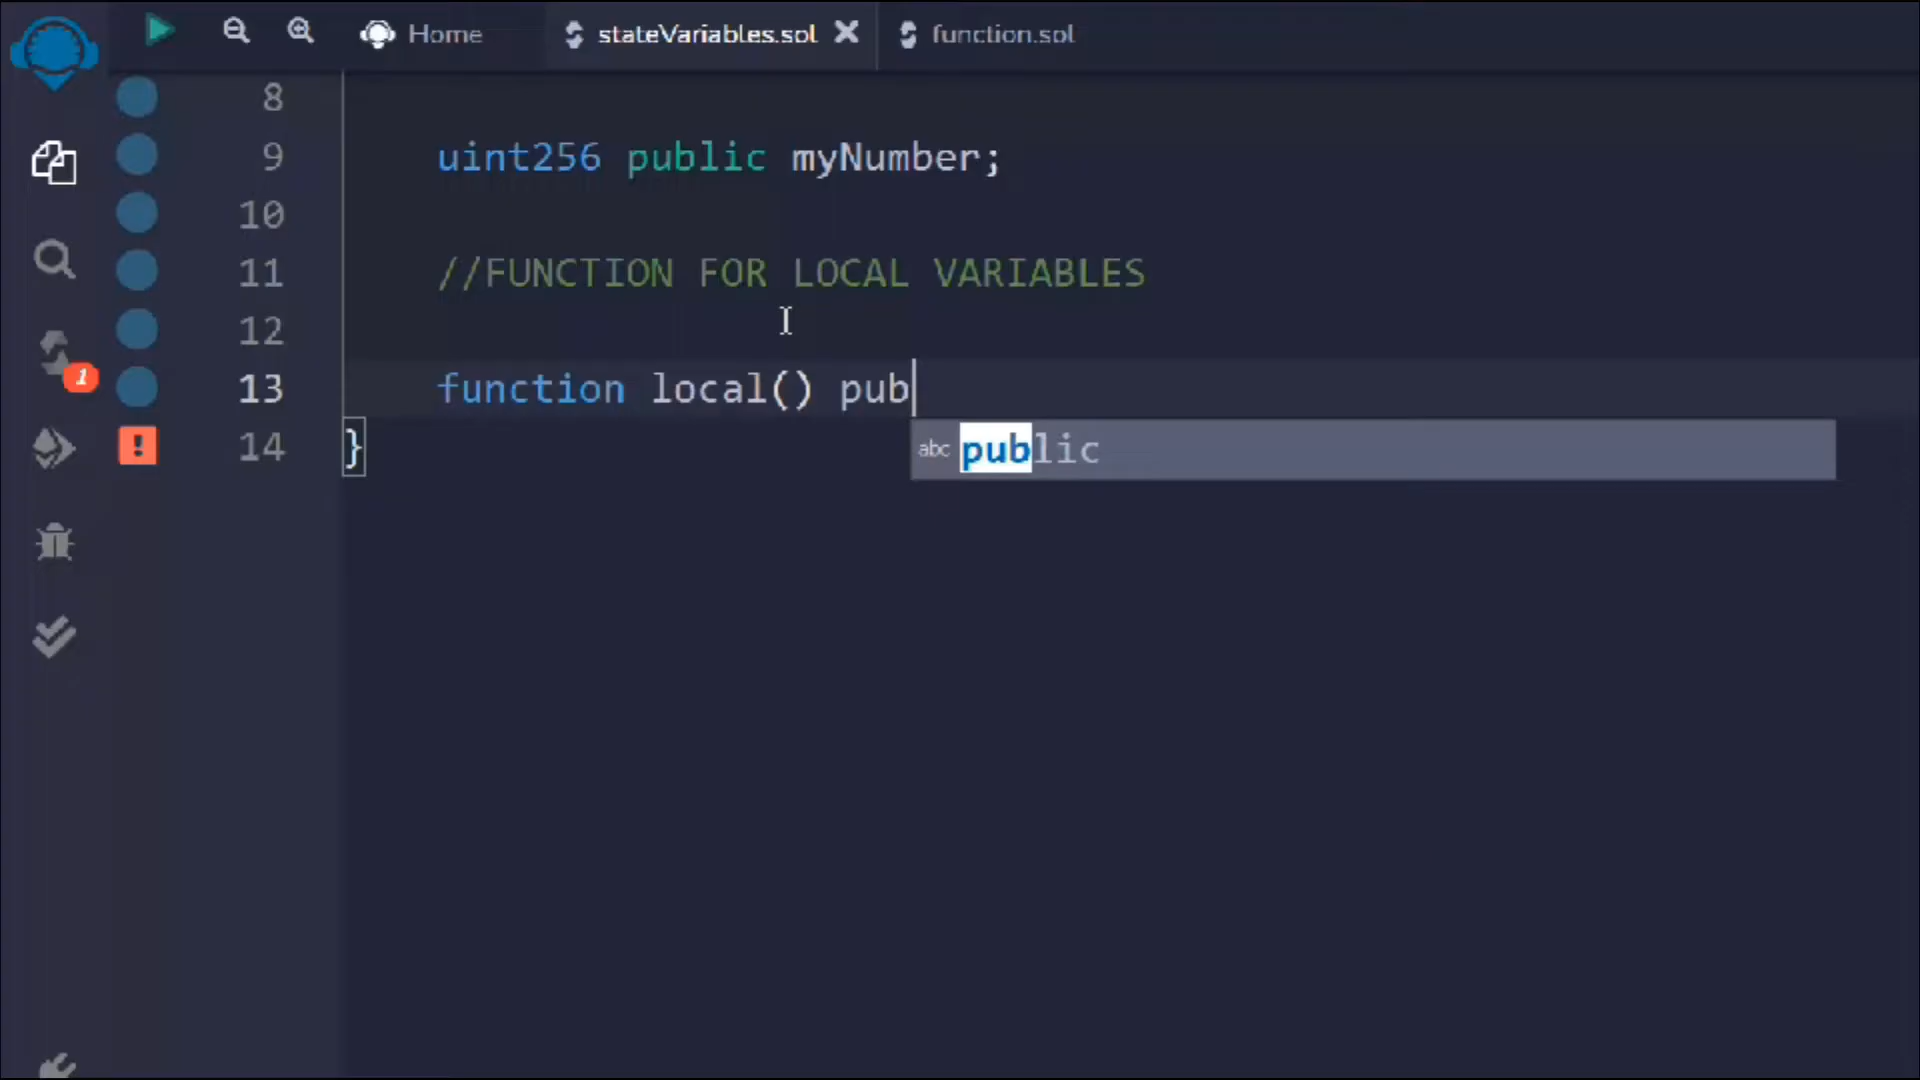 Home stateVariables.sol function.sol
8
9 uint256 public myNumber;
10
11 //FUNCTION FOR LOCAL VARIABLES
12
13 function local() pub
1
! 14 }
abc public